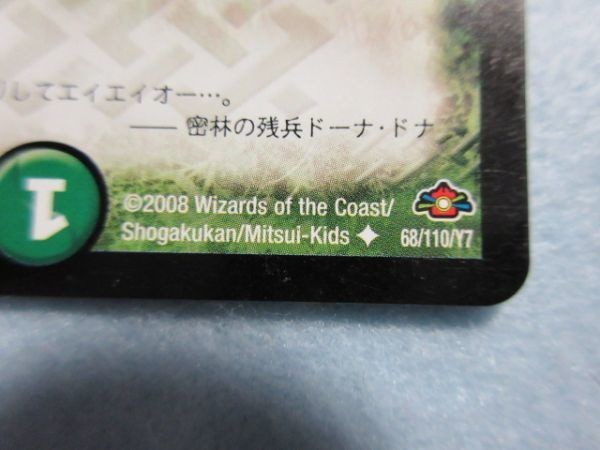 してエイエイオー…。
―― 密林の残兵ドーナ・ドナ
1
©2008 Wizards of the Coast/
Shogakukan/Mitsui-Kids
68/110/Y7